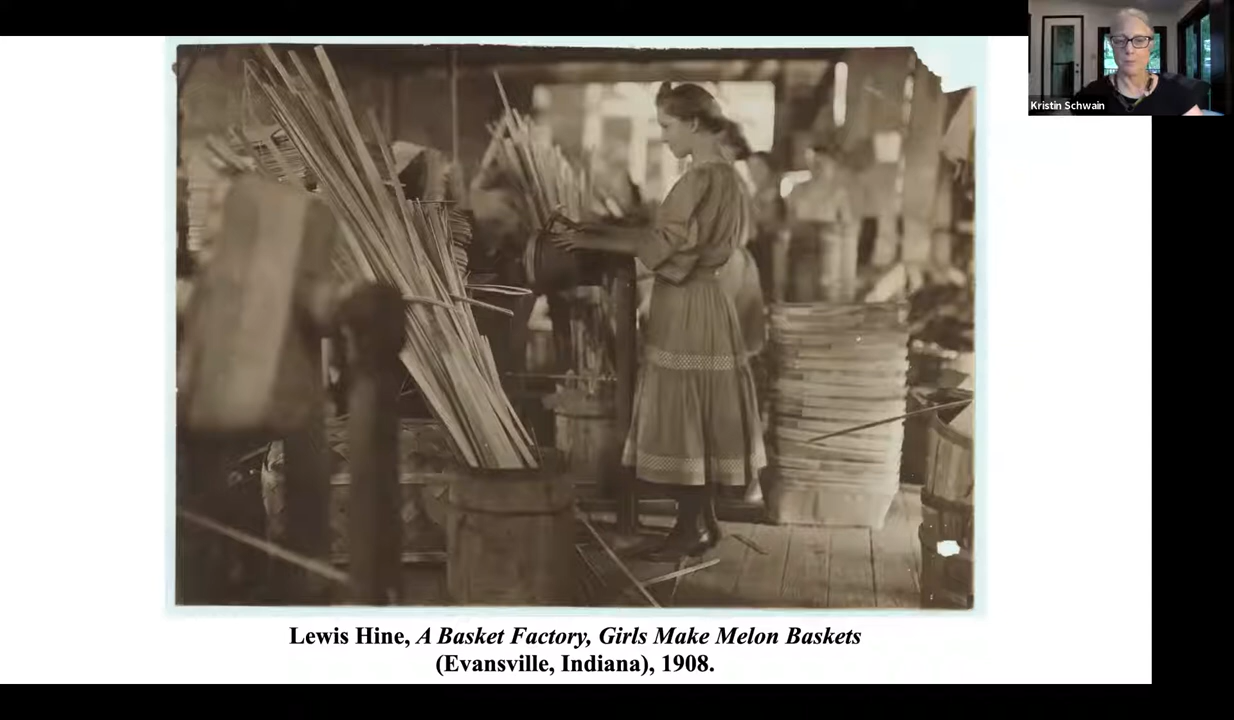 Kristin Schwain
Lewis Hine, A Basket Factory, Girls Make Melon Baskets
(Evansville, Indiana), 1908.